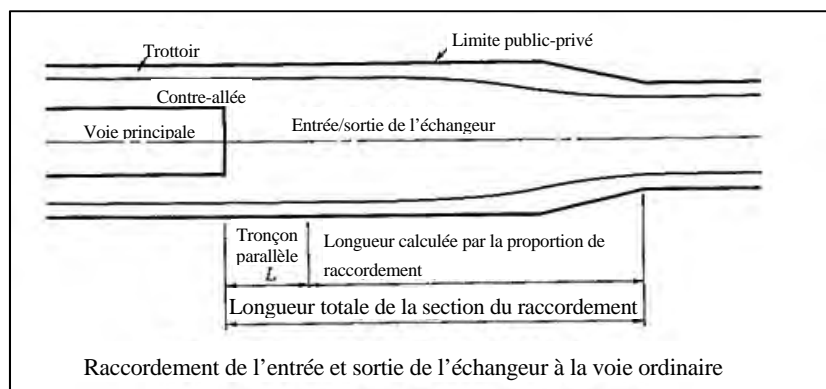 Limite public-privé
Trottoir
Contre-allée
Voie principale
Entrée/sortie de l’échangeur
Tronçon
parallèle
L
Longueur calculée par la proportion de
raccordement
Longueur totale de la section du raccordement
Raccordement de l’entrée et sortie de l’échangeur à la voie ordinaire